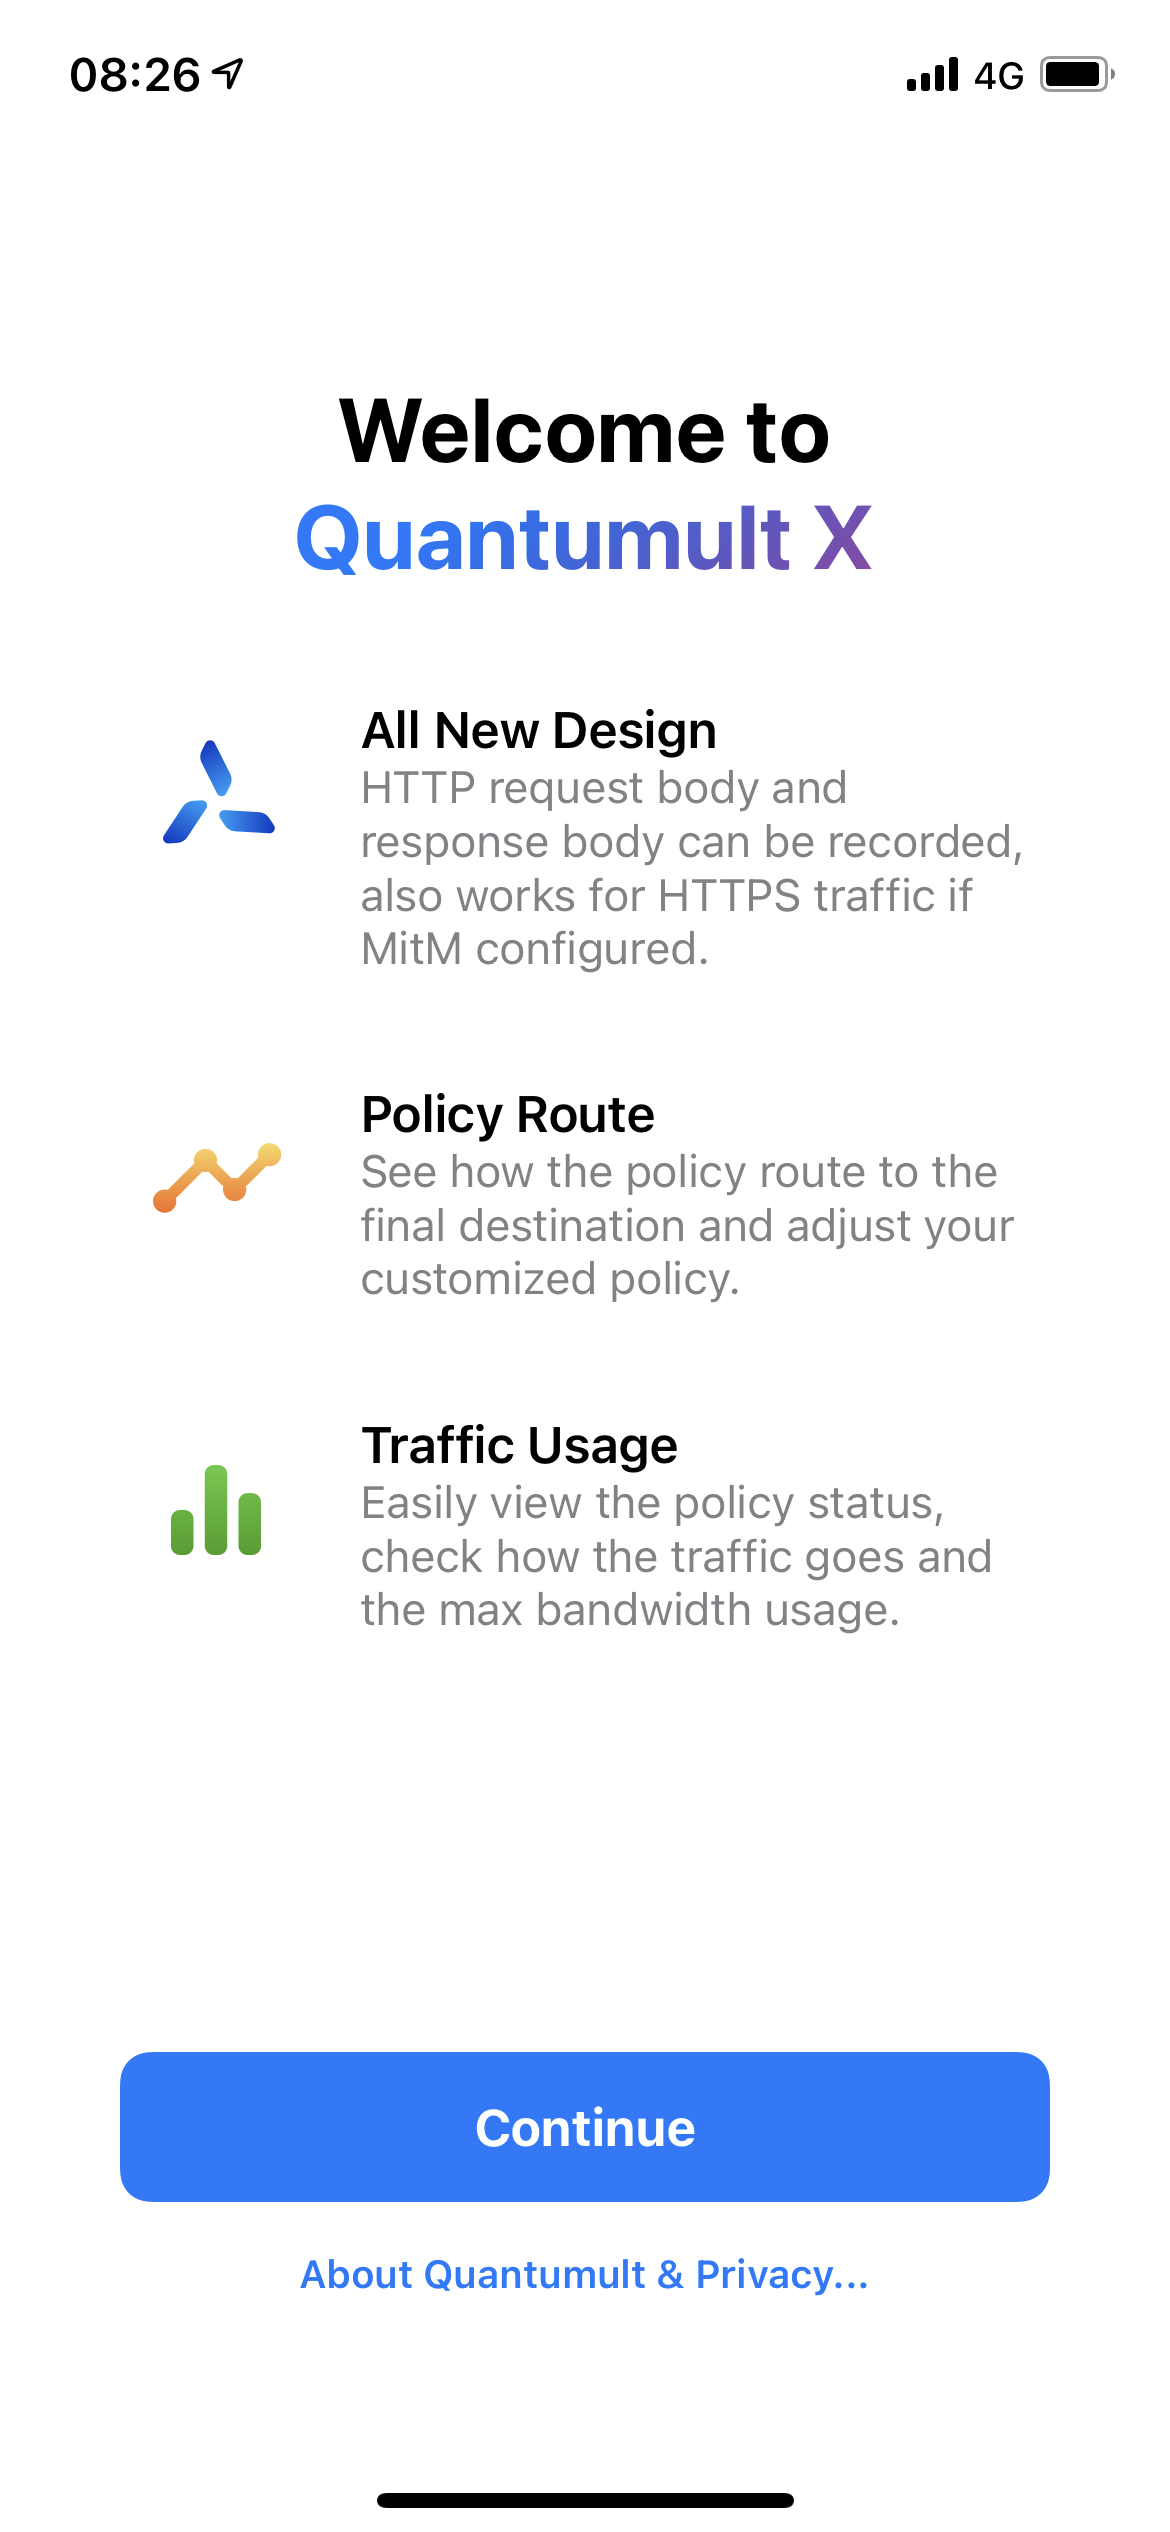 08:26
4G
Welcome to
Quantumult X
All New Design
HTTP request body and
response body can be recorded,
also works for HTTPS traffic if
MitM configured.
Policy Route
See how the policy route to the
final destination and adjust your
customized policy.
Traffic Usage
Easily view the policy status,
check how the traffic goes and
the max bandwidth usage.
Continue
About Quantumult & Privacy...